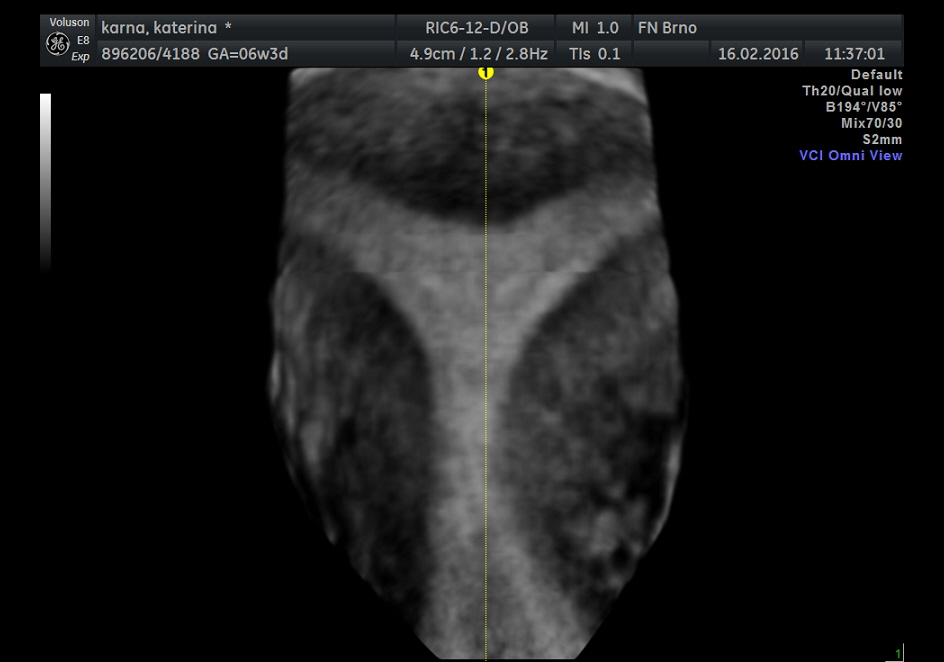 Voluson
E8
Exp
karna, katerina *
RIC6-12-D/OB
MI 1.0
FN Brno
896206/4188 GA=06w3d
4.9cm / 1.2 / 2.8Hz
TIs 0.1
16.02.2016
11:37:01
1
Default
Th20/Qual low
B194°/V85°
Mix70/30
S2mm
VCI Omni View
1